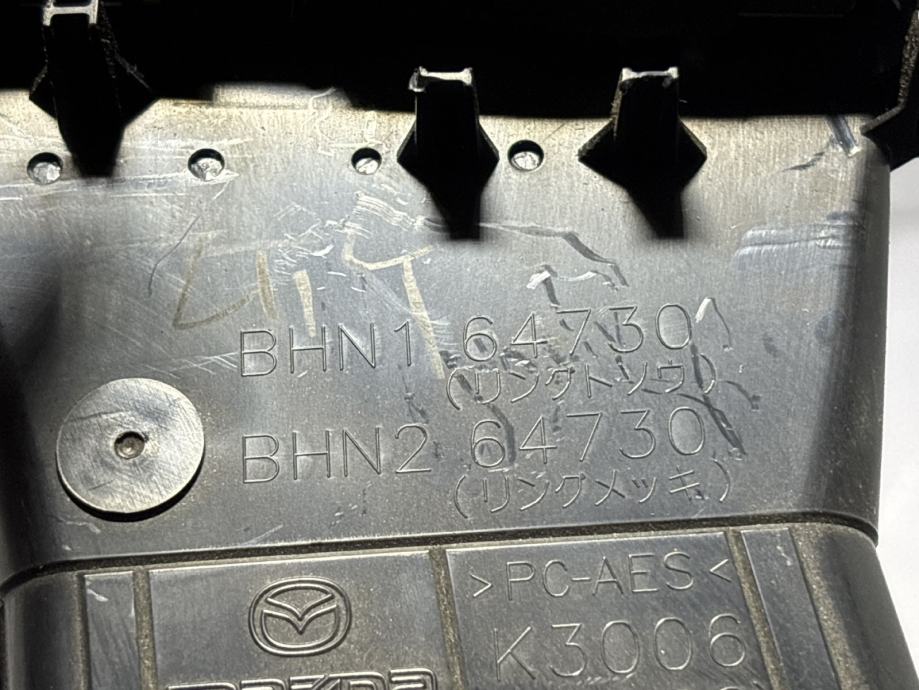 BHN1 64730
(リングトソウ)
BHN2 64730
(リングメッキ)
>PC-AES<
K3006
mazda